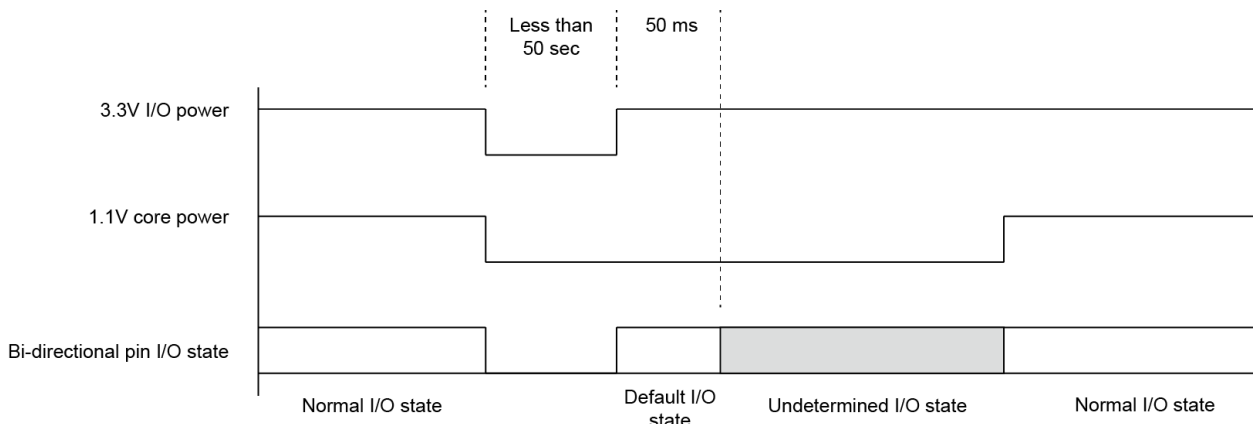 Less than
50 sec
50 ms
3.3V I/O power
1.1V core power
Bi-directional pin I/O state
Normal I/O state
Default I/O
state
Undetermined I/O state
Normal I/O state